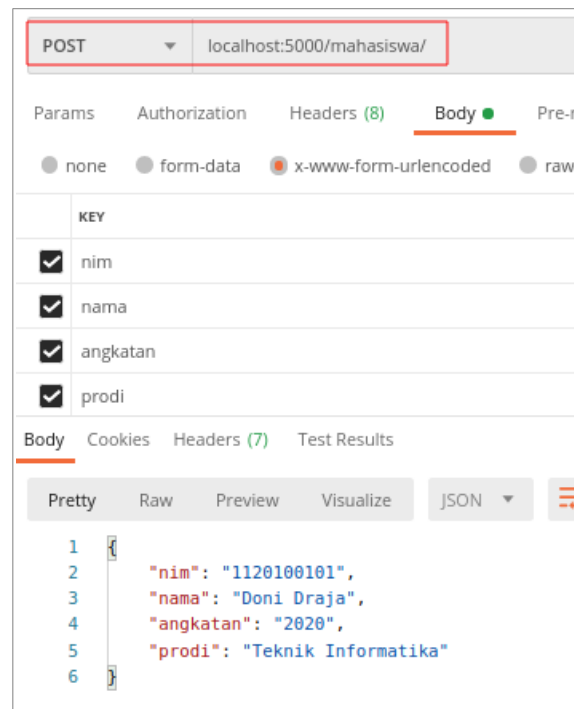 POST localhost:5000/mahasiswa/
Params Authorization Headers (8) Body
none form-data x-www-form-urlencoded raw
KEY
nim
nama
angkatan
prodi
Body Cookies Headers (7) Test Results
Pretty Raw Preview Visualize JSON
1 {
2 "nim": "1120100101",
3 "nama": "Doni Draja",
4 "angkatan": "2020",
5 "prodi": "Teknik Informatika"
6 }